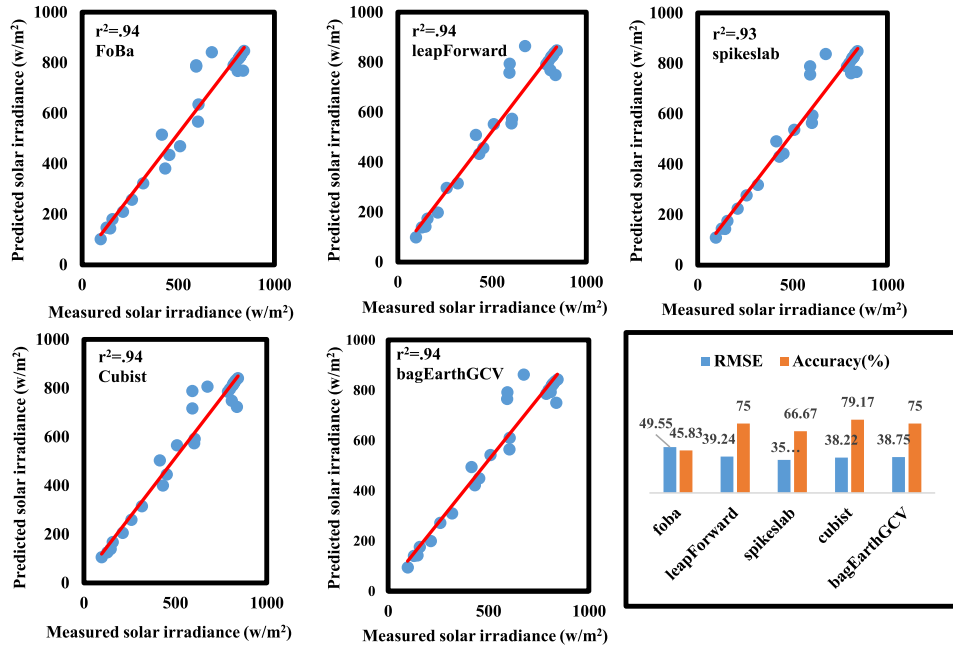 r²=.94
FoBa
1000
800
600
400
200
0
0
500
1000
Predicted solar irradiance (w/m²)
Measured solar irradiance (w/m²)
r²=.94
leapForward
1000
800
600
400
200
0
0
500
1000
Predicted solar irradiance (w/m²)
Measured solar irradiance (w/m²)
r²=.93
spikeslab
1000
800
600
400
200
0
0
500
1000
Predicted solar irradiance (w/m²)
Measured solar irradiance (w/m²)
r²=.94
Cubist
1000
800
600
400
200
0
0
500
1000
Predicted solar irradiance (w/m²)
Measured solar irradiance (w/m²)
r²=.94
bagEarthGCV
1000
800
600
400
200
0
0
500
1000
Predicted solar irradiance (w/m²)
Measured solar irradiance (w/m²)
RMSE Accuracy(%)
49.55
45.83
39.24
75
35...
66.67
38.22
79.17
38.75
75
foba
leapForward
spikeslab
cubist
bagEarthGCV